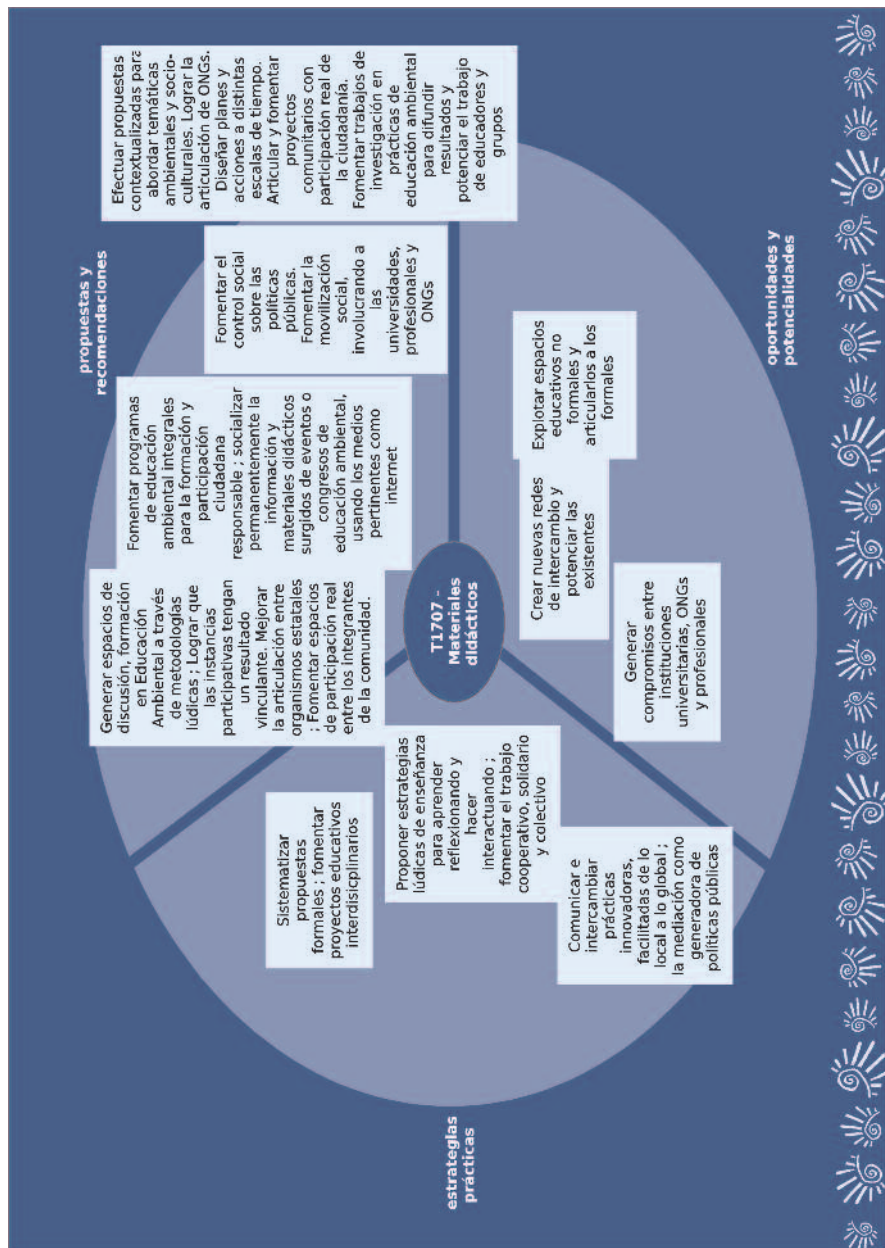 propuestas y
recomendaciones
Generar espacios de
discusión, formación
en Educación
Ambiental a través
de metodologías
lúdicas ; Lograr que
las instancias
participativas tengan
un resultado
vinculante. Mejorar
la articulación entre
organismos estatales
; Fomentar espacios
de participación real
entre los integrantes
de la comunidad.
Fomentar programas
de educación
ambiental integrales
para la formación y
participación
ciudadana
responsable ; socializar
permanentemente la
información y
materiales didácticos
surgidos de eventos o
congresos de
educación ambiental,
usando los medios
pertinentes como
internet
Fomentar el
control social
sobre las
políticas
públicas.
Fomentar la
movilización
social,
involucrando a
las
universidades,
profesionales y
ONGs
Efectuar propuestas
contextualizadas para
abordar temáticas
ambientales y socio-
culturales. Lograr la
articulación de ONGs.
Diseñar planes y
acciones a distintas
escalas de tiempo.
Articular y fomentar
proyectos
comunitarios con
participación real de
la ciudadanía.
Fomentar trabajos de
investigación en
prácticas de
educación ambiental
para difundir
resultados y
potenciar el trabajo
de educadores y
grupos
estrategias
prácticas
Sistematizar
propuestas
formales ; fomentar
proyectos educativos
interdisicplinarios
Proponer estrategias
lúdicas de enseñanza
para aprender
reflexionando y
hacer
interactuando ;
fomentar el trabajo
cooperativo, solidario
y colectivo
Comunicar e
intercambiar
prácticas
innovadoras,
facilitadas de lo
local a lo global ;
la mediación como
generadora de
políticas públicas
T1707 -
Materiales
didácticos
Crear nuevas redes
de intercambio y
potenciar las
existentes
Explotar espacios
educativos no
formales y
articularlos a los
formales
Generar
compromisos entre
instituciones
universitarias, ONGs
y profesionales
oportunidades y
potencialidades